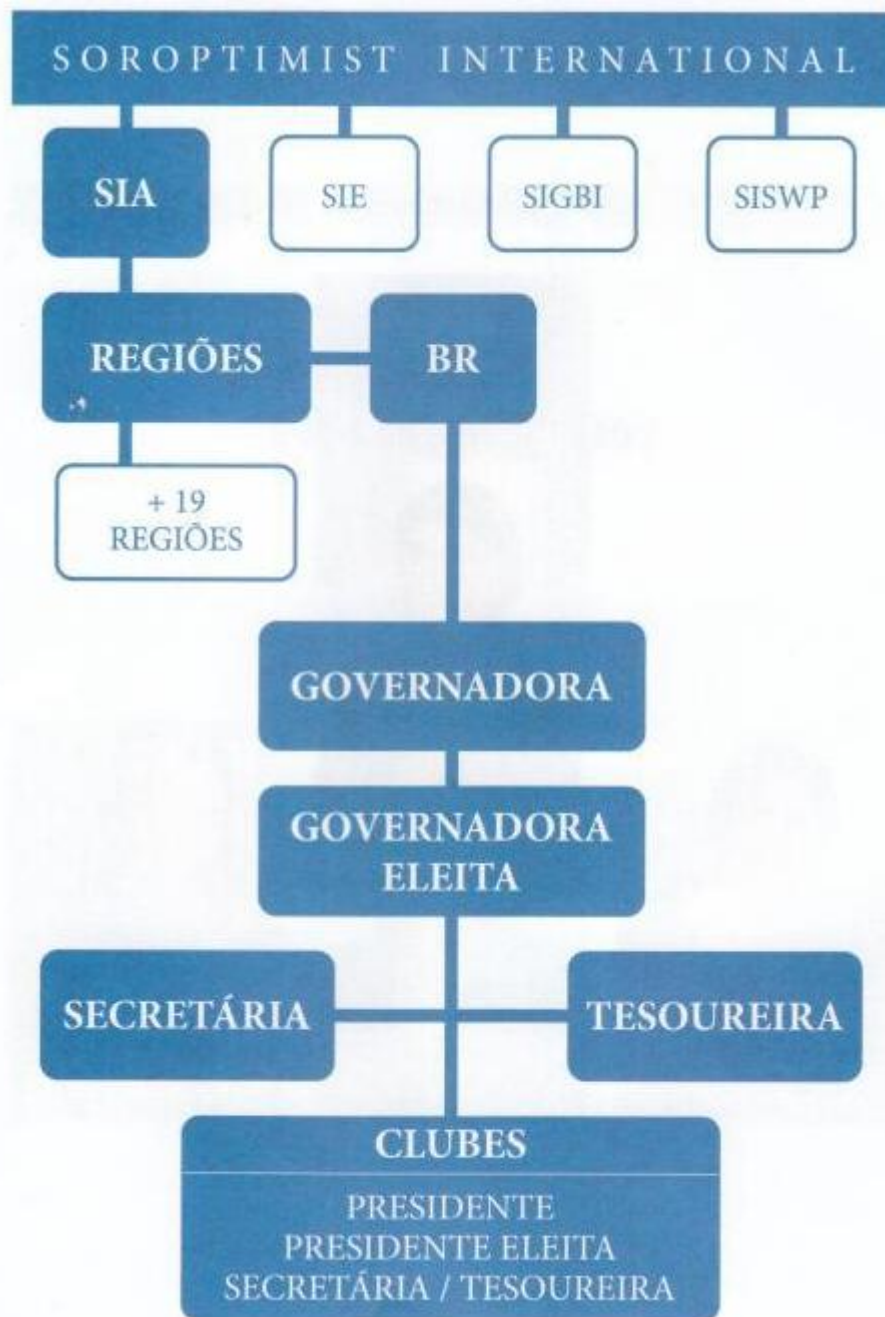 SOROPTIMIST INTERNATIONAL
SIA
SIE
SIGBI
SISWP
REGIÕES
BR
+ 19
REGIÕES
GOVERNADORA
GOVERNADORA
ELEITA
SECRETÁRIA
TESOUREIRA
CLUBES
PRESIDENTE
PRESIDENTE ELEITA
SECRETÁRIA / TESOUREIRA